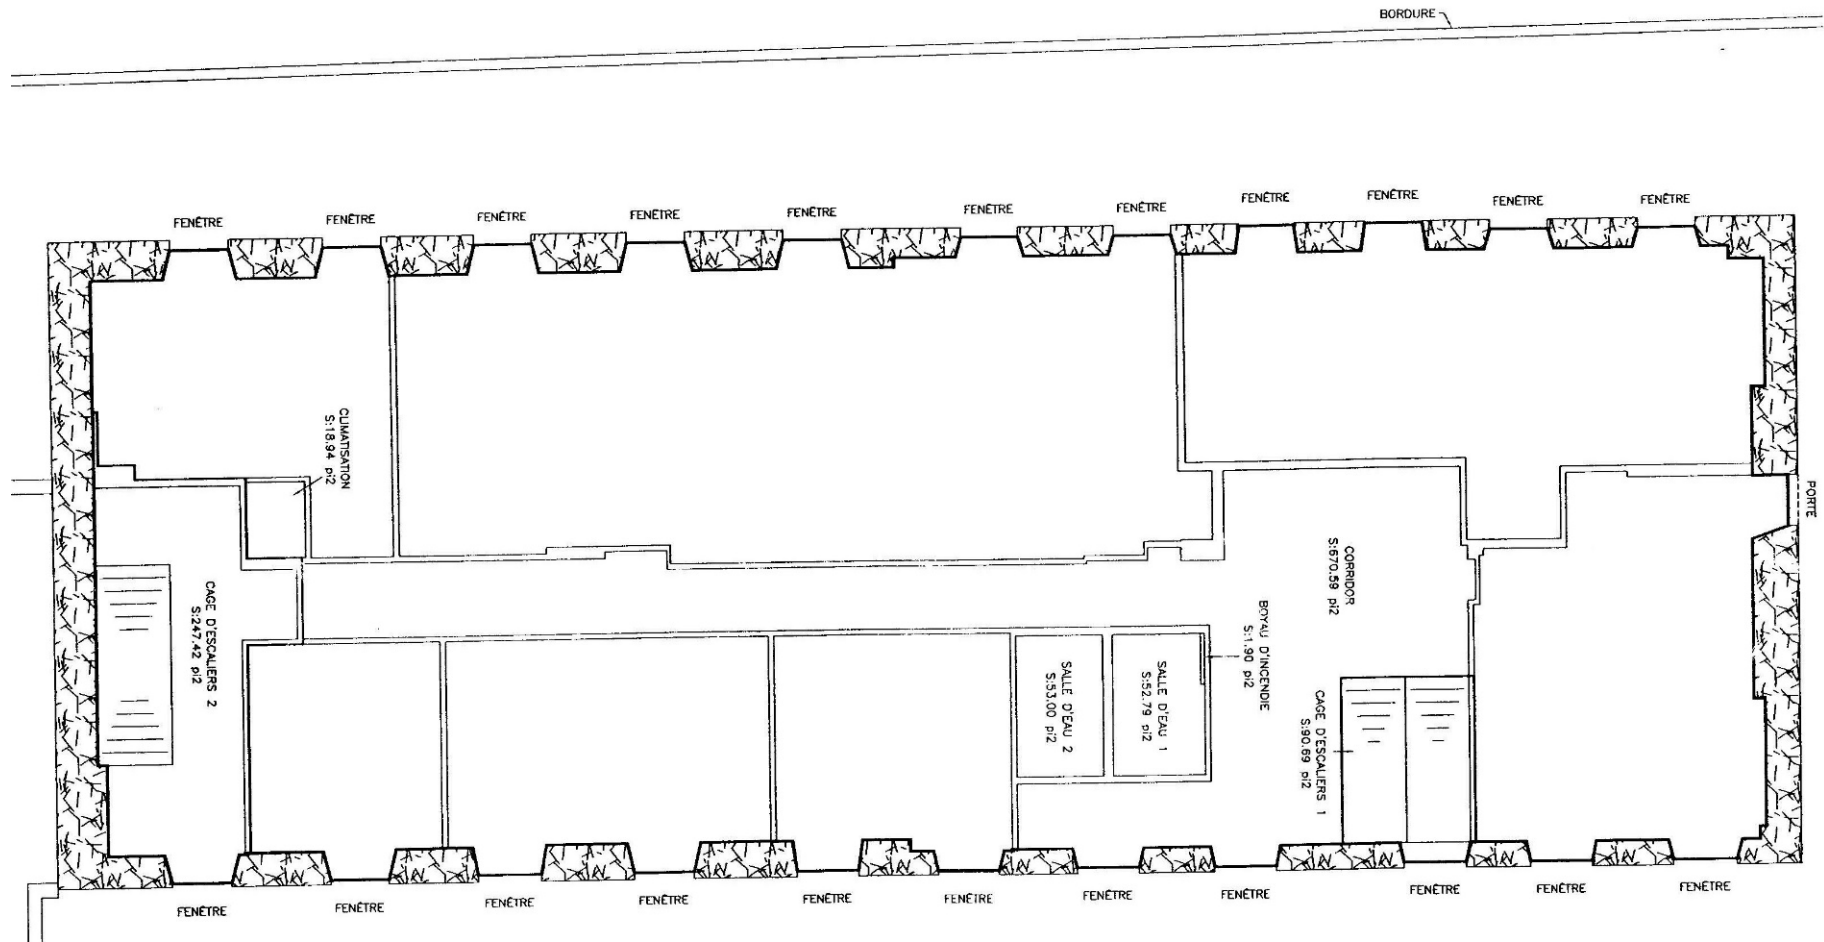 BORDURE
FENÊTRE
FENÊTRE
FENÊTRE
FENÊTRE
FENÊTRE
FENÊTRE
FENÊTRE
FENÊTRE
FENÊTRE
FENÊTRE
FENÊTRE
CLIMATISATION
S:18.94 pi2
PORTE
CORRIDOR
S:670.59 pi2
CAGE D'ESCALIERS 2
S:247.42 pi2
BOYAU D'INCENDIE
S:1.90 pi2
SALLE D'EAU 2
S:53.00 pi2
SALLE D'EAU 1
S:52.79 pi2
CAGE D'ESCALIERS 1
S:90.69 pi2
FENÊTRE
FENÊTRE
FENÊTRE
FENÊTRE
FENÊTRE
FENÊTRE
FENÊTRE
FENÊTRE
FENÊTRE
FENÊTRE
FENÊTRE